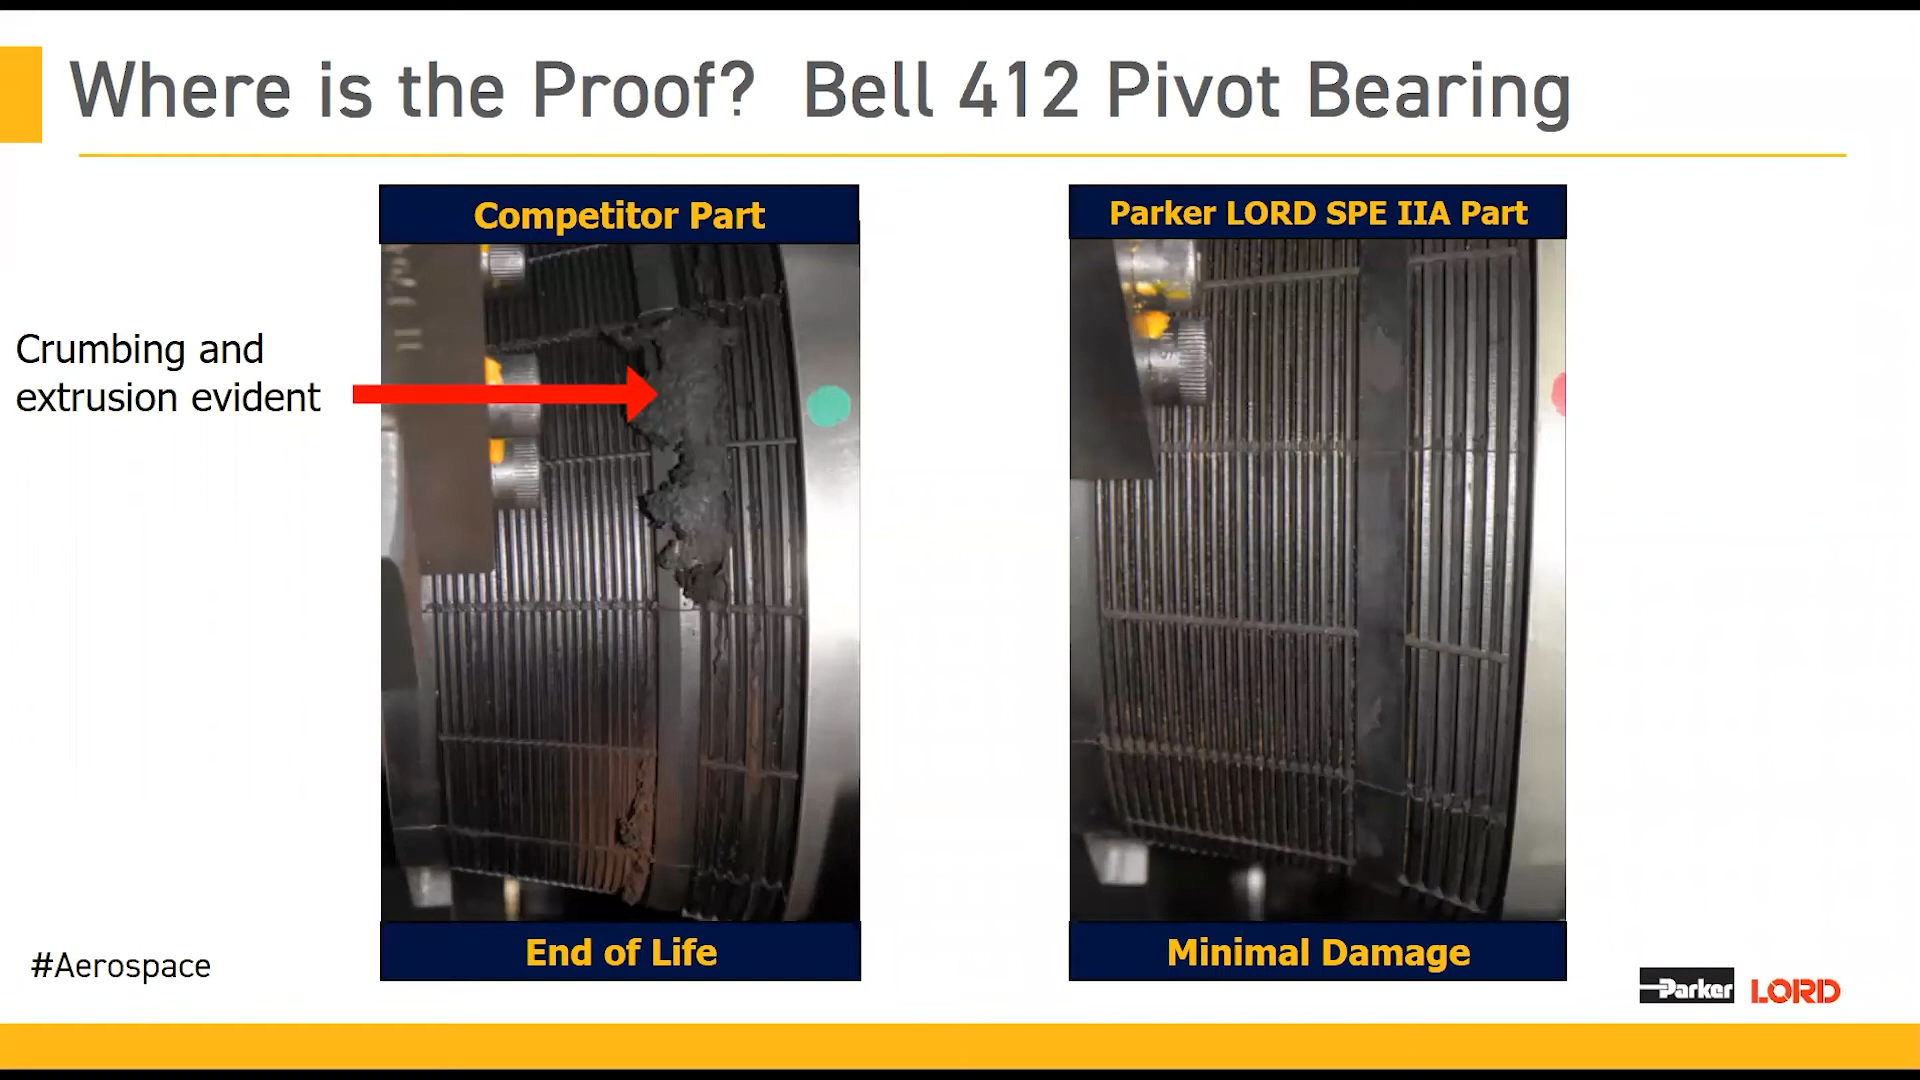 Where is the Proof? Bell 412 Pivot Bearing
Competitor Part
Parker LORD SPE IIA Part
Crumbing and
extrusion evident
End of Life
Minimal Damage
#Aerospace
Parker LORD